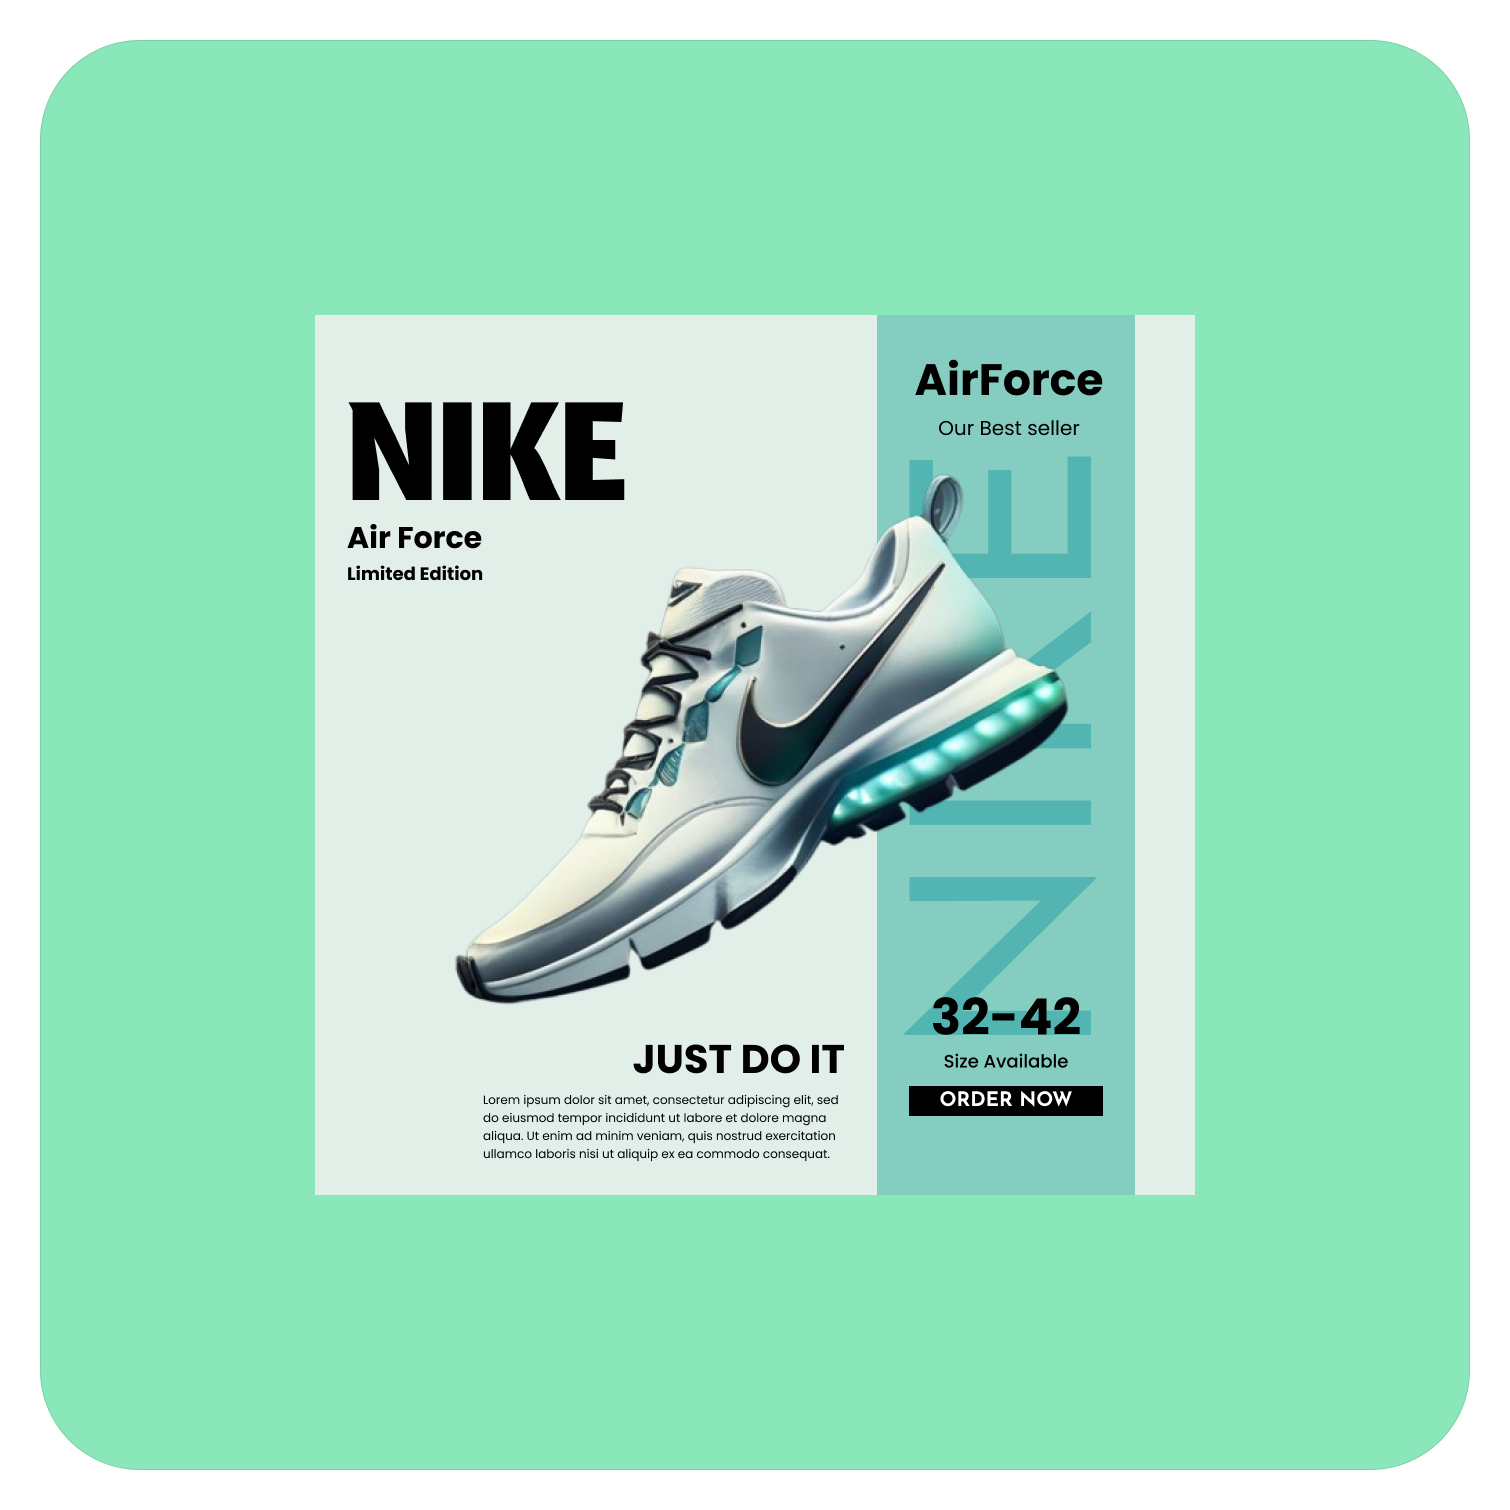 NIKE
Air Force
Limited Edition
AirForce
Our Best seller
NIKE
32-42
Size Available
ORDER NOW
JUST DO IT
Lorem ipsum dolor sit amet, consectetur adipiscing elit, sed
do eiusmod tempor incididunt ut labore et dolore magna
aliqua. Ut enim ad minim veniam, quis nostrud exercitation
ullamco laboris nisi ut aliquip ex ea commodo consequat.